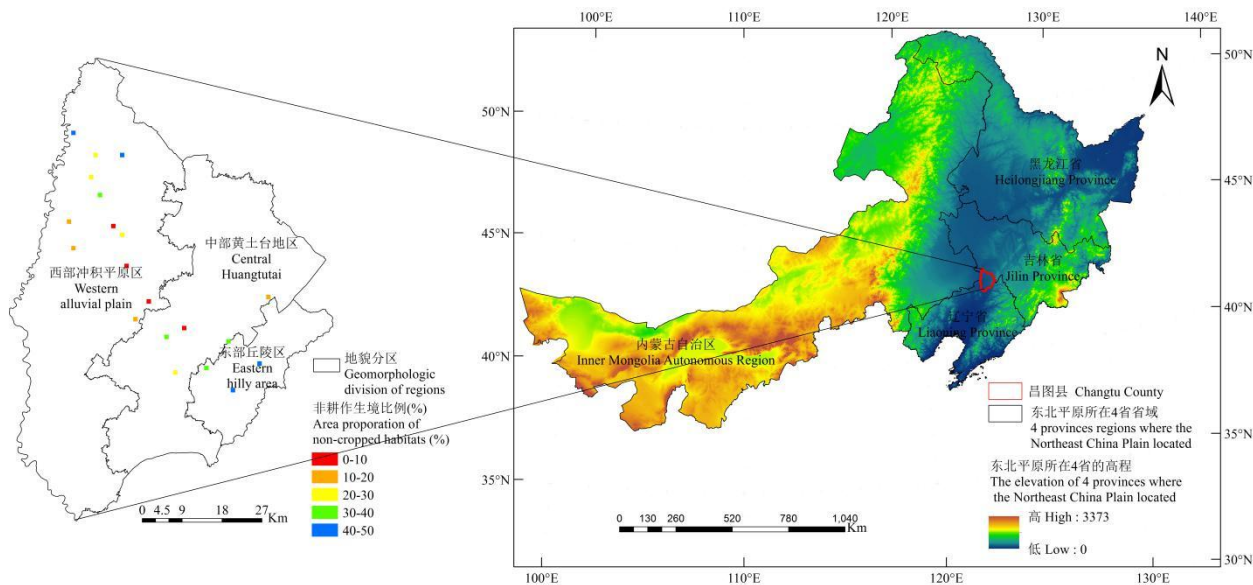 中部黄土台地区
Central
Huangtutai
西部冲积平原区
Western
alluvial plain
东部丘陵区
Eastern
hilly area
地貌分区
Geomorphologic
division of regions
非耕作生境比例(%)
Area proporation of
non-cropped habitats (%)
0-10
10-20
20-30
30-40
40-50
0 4.5 9 18 27
Km
100°E 110°E 120°E 130°E 140°E
50°N
45°N
40°N
35°N
50°N
45°N
40°N
35°N
30°N
N
黑龙江省
Heilongjiang Province
吉林省
Jilin Province
辽宁省
Liaoning Province
内蒙古自治区
Inner Mongolia Autonomous Region
昌图县 Changtu County
东北平原所在4省省域
4 provinces regions where the
Northeast China Plain located
东北平原所在4省的高程
The elevation of 4 provinces where
the Northeast China Plain located
高 High : 3373
低 Low : 0
0 130 260 520 780 1,040
Km
100°E 110°E 120°E 130°E